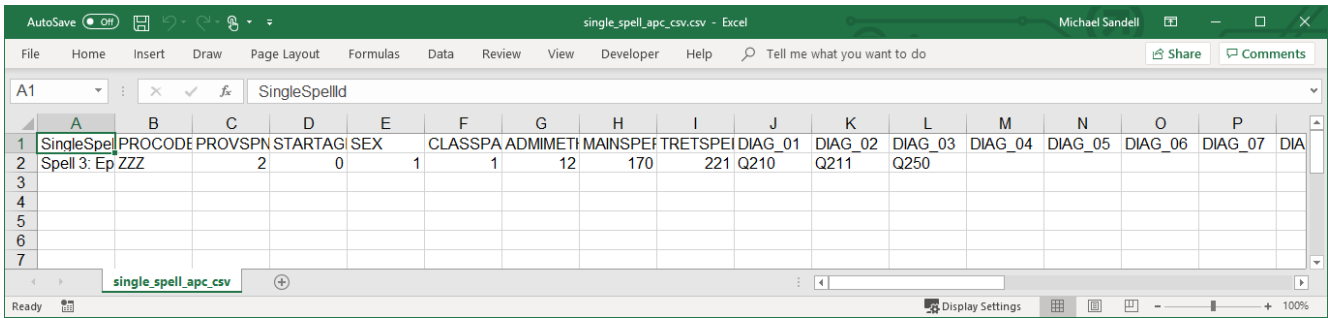 AutoSave Off single_spell_apc_csv.csv - Excel Michael Sandell
File Home Insert Draw Page Layout Formulas Data Review View Developer Help Tell me what you want to do Share Comments
A1 fx SingleSpellId
A B C D E F G H I J K L M N O P
1 SingleSpel PROCODE PROVSPN STARTAG SEX CLASSPA ADMIMETH MAINSPEF TRETSPEI DIAG_01 DIAG_02 DIAG_03 DIAG_04 DIAG_05 DIAG_06 DIAG_07 DIA
2 Spell 3: Ep ZZZ 2 0 1 1 12 170 221 Q210 Q211 Q250
3
4
5
6
7
single_spell_apc_csv
Ready Display Settings 100%